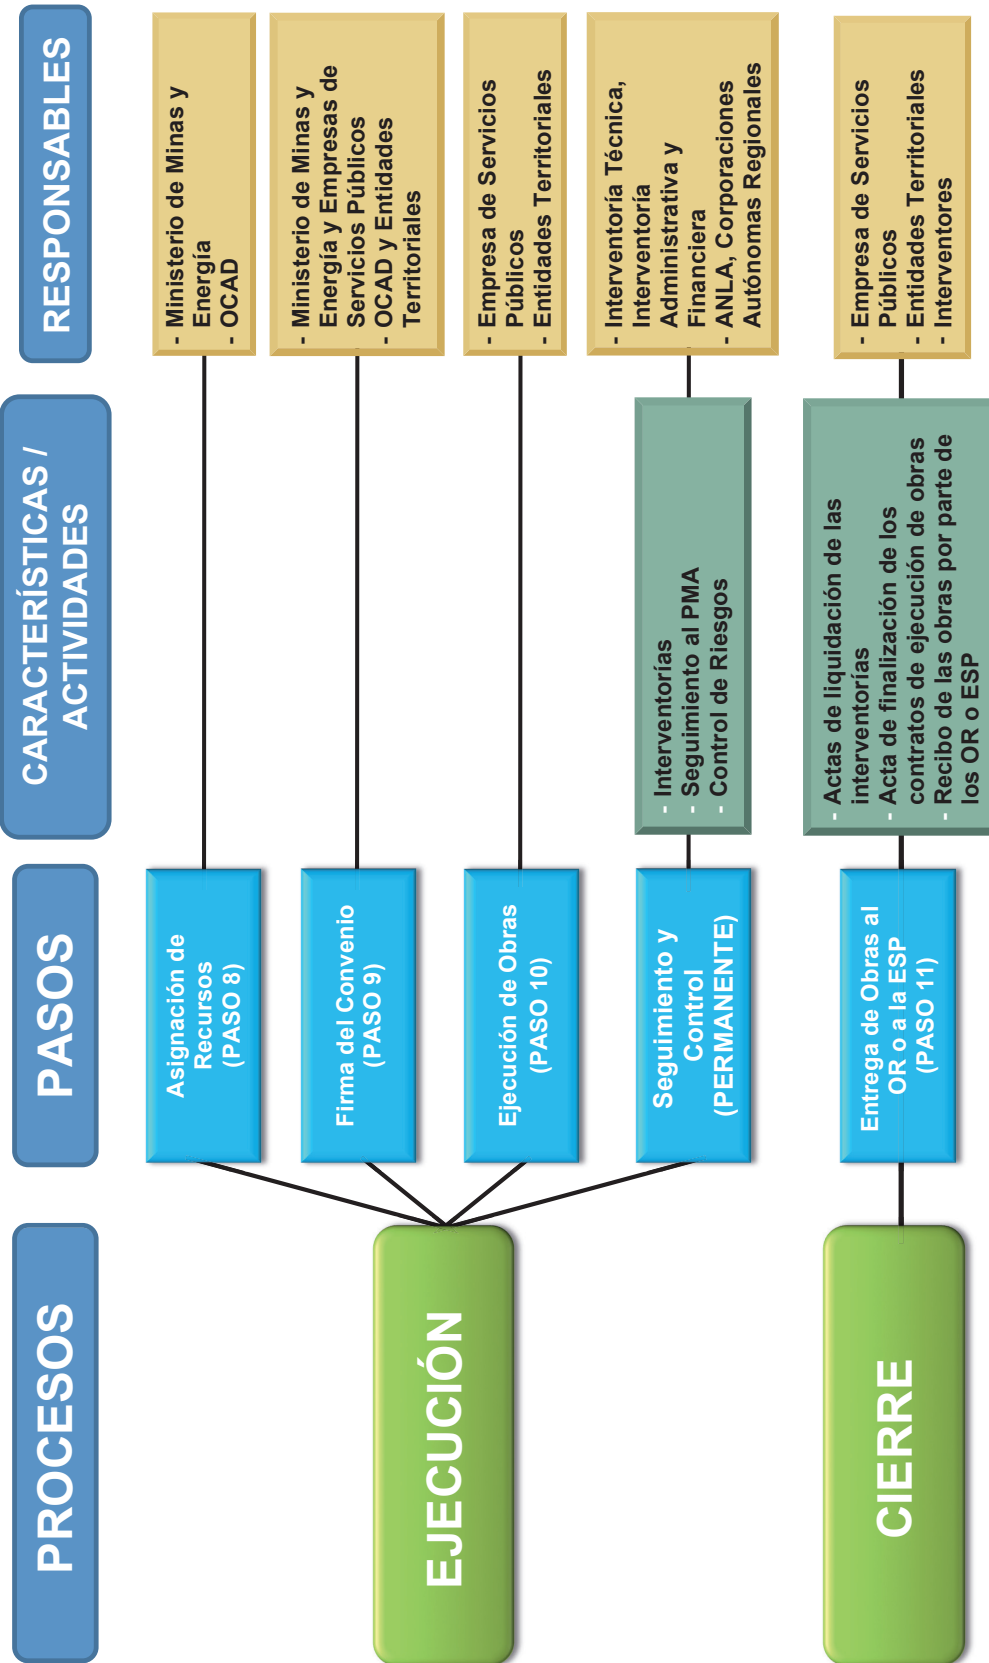 PROCESOS
PASOS
CARACTERÍSTICAS /
ACTIVIDADES
RESPONSABLES
EJECUCIÓN
Asignación de
Recursos
(PASO 8)
- Ministerio de Minas y
Energía
- OCAD
Firma del Convenio
(PASO 9)
- Ministerio de Minas y
Energía y Empresas de
Servicios Públicos
- OCAD y Entidades
Territoriales
Ejecución de Obras
(PASO 10)
- Empresa de Servicios
Públicos
- Entidades Territoriales
Seguimiento y
Control
(PERMANENTE)
- Interventorías
- Seguimiento al PMA
- Control de Riesgos
- Interventoría Técnica,
Interventoría
Administrativa y
Financiera
- ANLA, Corporaciones
Autónomas Regionales
CIERRE
Entrega de Obras al
OR o a la ESP
(PASO 11)
- Actas de liquidación de las
interventorías
- Acta de finalización de los
contratos de ejecución de obras
- Recibo de las obras por parte de
los OR o ESP
- Empresa de Servicios
Públicos
- Entidades Territoriales
- Interventores